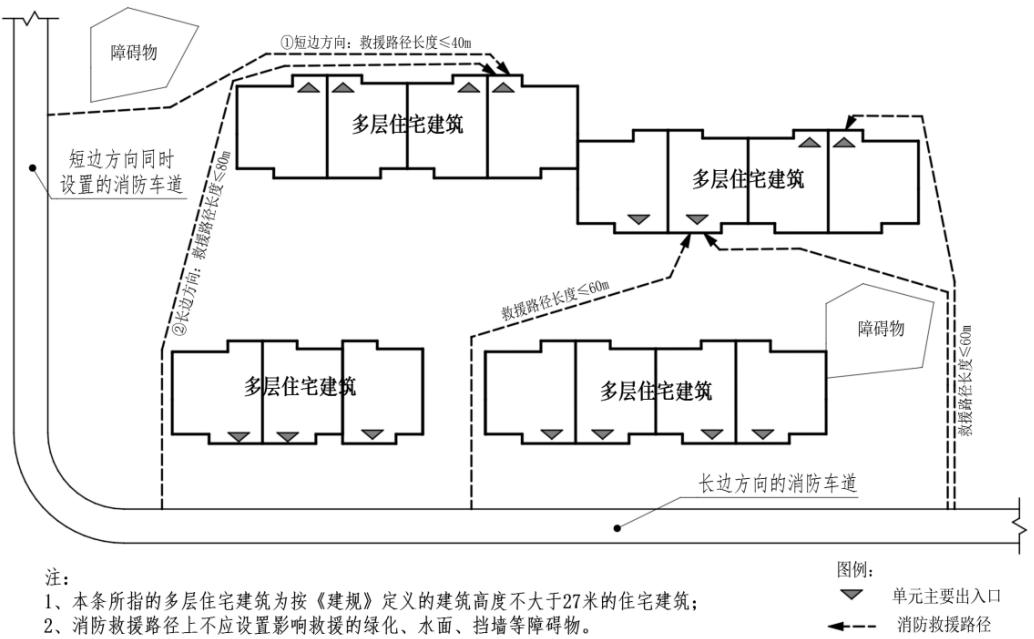 ①短边方向：救援路径长度≤40m
障碍物
多层住宅建筑
短边方向同时
设置的消防车道
多层住宅建筑
②长边方向：救援路径长度≤80m
救援路径长度≤60m
障碍物
救援路径长度≤60m
多层住宅建筑
多层住宅建筑
长边方向的消防车道
注：
1、本条所指的多层住宅建筑为按《建规》定义的建筑高度不大于27米的住宅建筑；
2、消防救援路径上不应设置影响救援的绿化、水面、挡墙等障碍物。
图例：
单元主要出入口
消防救援路径